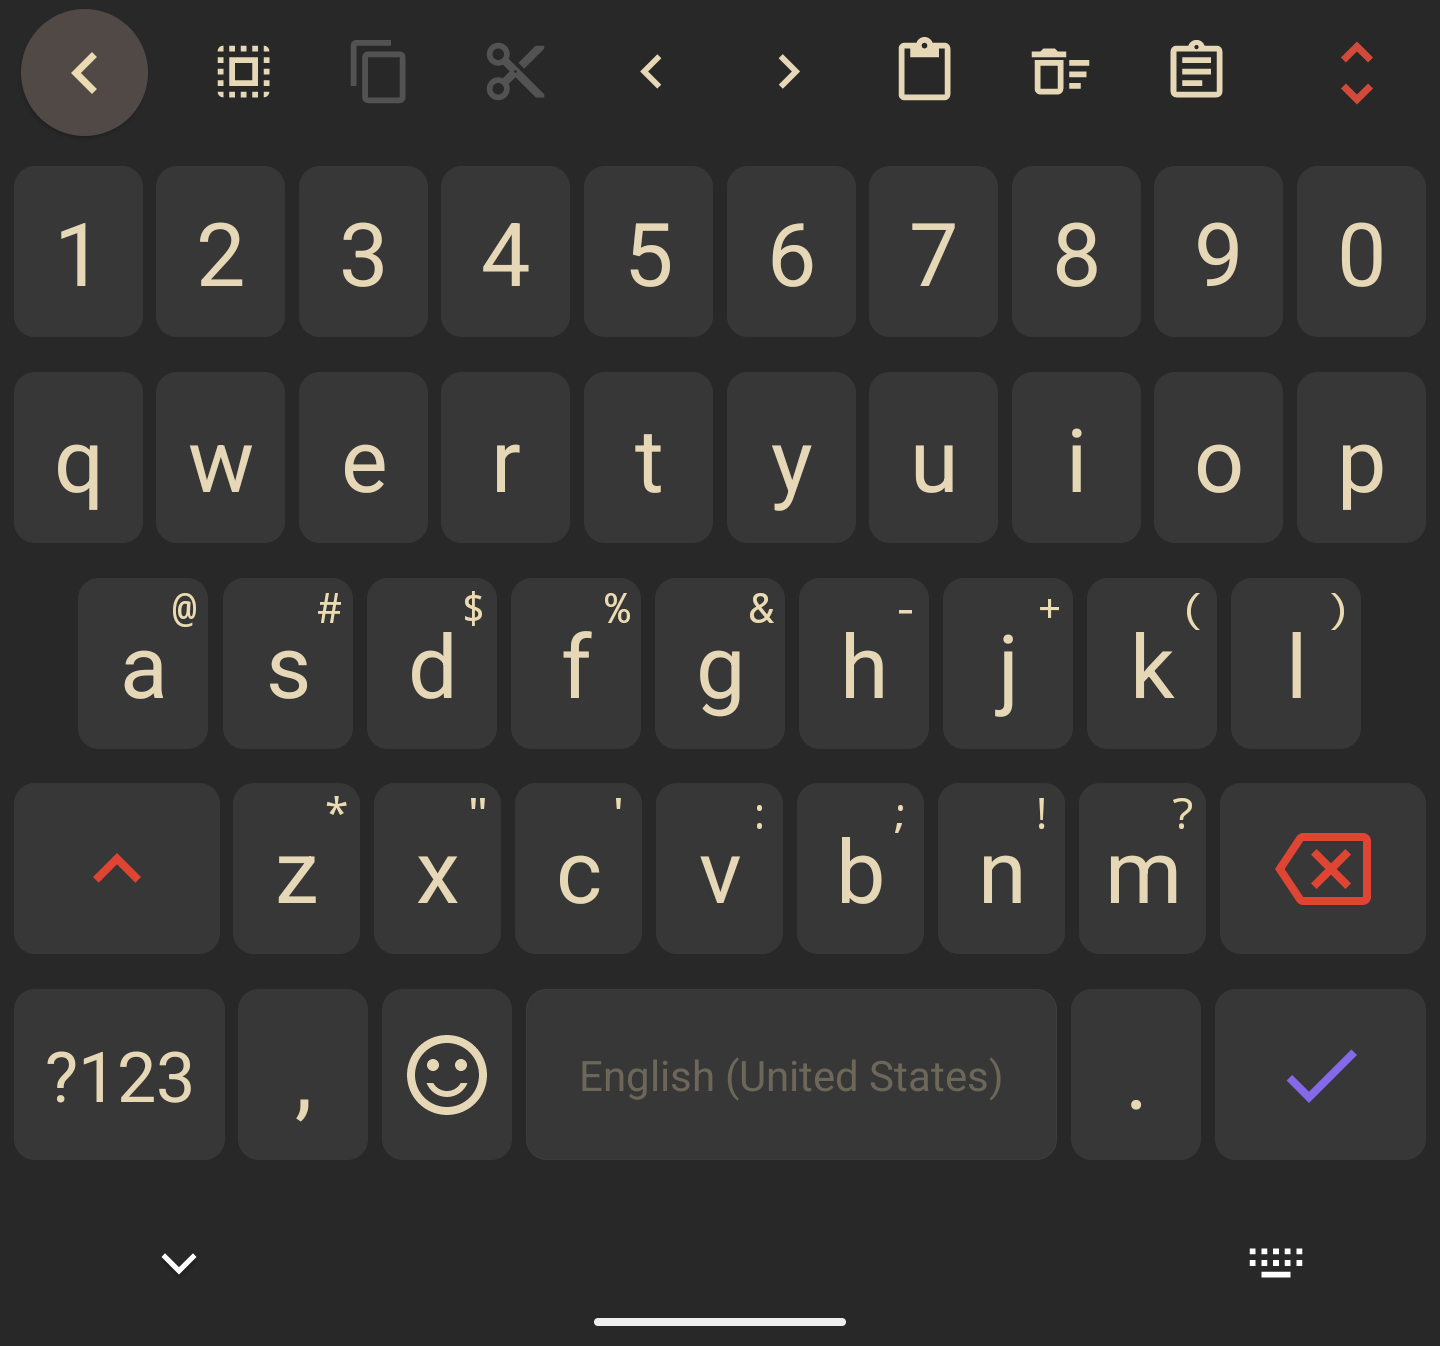 1 2 3 4 5 6 7 8 9 0
q w e r t y u i o p
@ # $ % & - + ( )
a s d f g h j k l
* " ' : ; ! ?
z x c v b n m
?123 , English (United States) .